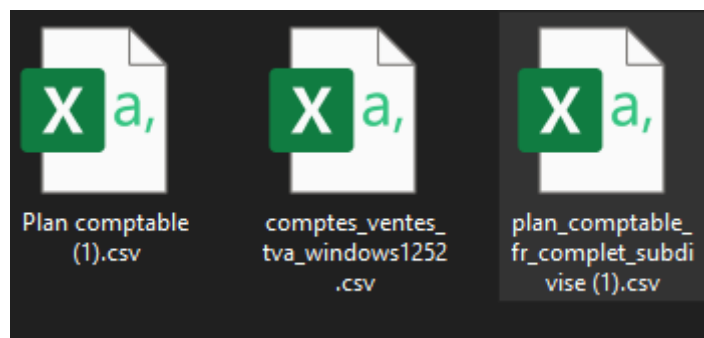 X a,
X a,
X a,
Plan comptable
(1).csv
comptes_ventes_
tva_windows1252
.csv
plan_comptable_
fr_complet_subdi
vise (1).csv